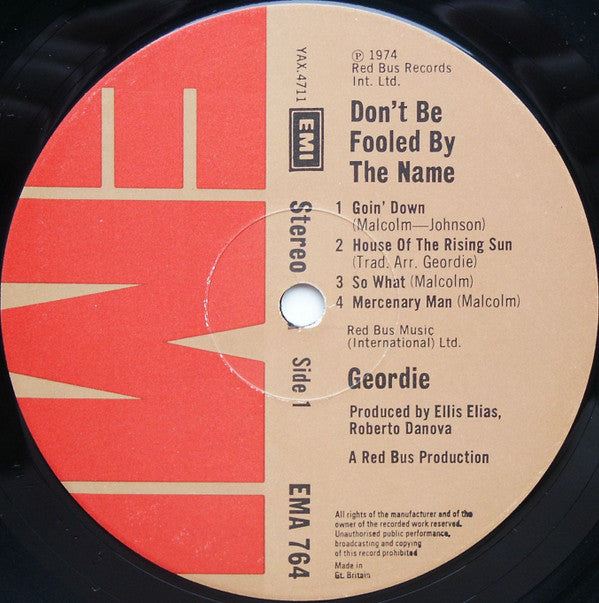 ℗ 1974
Red Bus Records
Int. Ltd.
Don't Be
Fooled By
The Name
1 Goin' Down
(Malcolm—Johnson)
2 House Of The Rising Sun
(Trad. Arr. Geordie)
3 So What (Malcolm)
4 Mercenary Man (Malcolm)
Red Bus Music
(International) Ltd.
Geordie
Produced by Ellis Elias,
Roberto Danova
A Red Bus Production
All rights of the manufacturer and of the
owner of the recorded work reserved.
Unauthorised public performance,
broadcasting and copying
of this record prohibited
Made in
Gt. Britain
YAX.4711
EMI
Stereo
Side 1
EMA 764
EMI